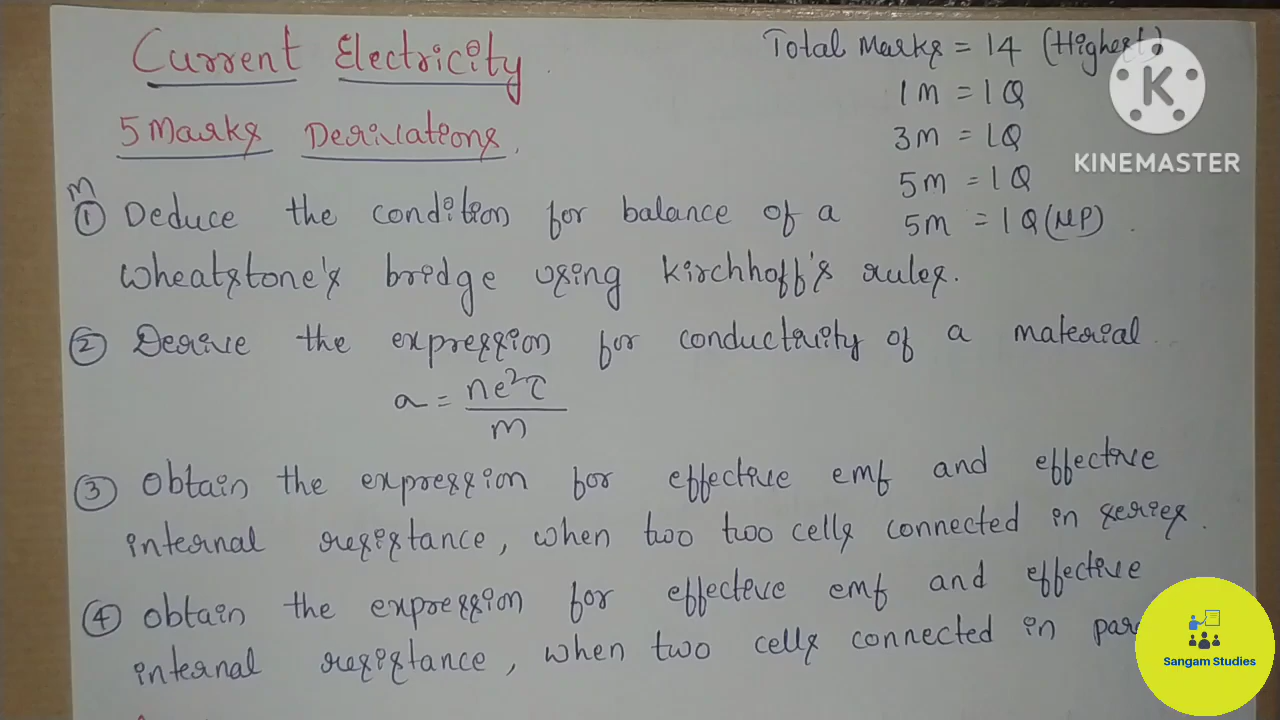 Current Electricity
Total Marks = 14 (Highest)
1M = 1Q
3M = 1Q
5M = 1Q
5M = 1Q (NP)
KINEMASTER
5 Marks Derivations.
M
① Deduce the condition for balance of a
Wheatstone's bridge using Kirchhoff's rules.
② Derive the expression for conductivity of a material
= ne²τ
m
③ Obtain the expression for effective emf and effective
internal resistance, when two two cells connected in series.
④ Obtain the expression for effective emf and effective
internal resistance, when two cells connected in par
Sangam Studies